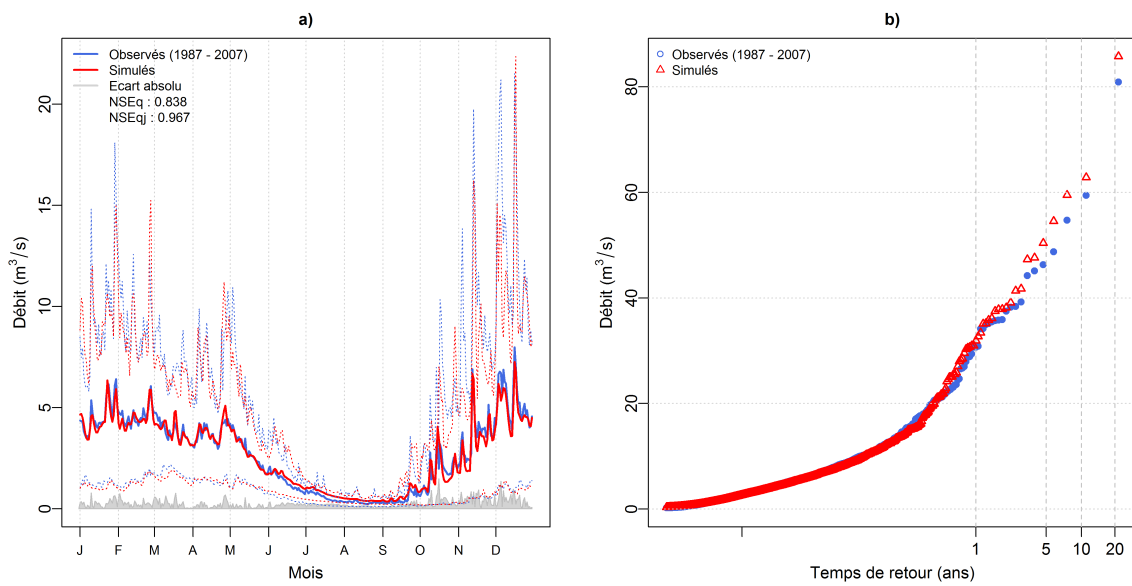 a)
Observés (1987 - 2007)
Simulés
Ecart absolu
NSEq : 0.838
NSEqj : 0.967
Débit (m³/s)
20
15
10
5
0
J F M A M J J A S O N D
Mois
b)
Observés (1987 - 2007)
Simulés
Débit (m³/s)
80
60
40
20
0
1 5 10 20
Temps de retour (ans)